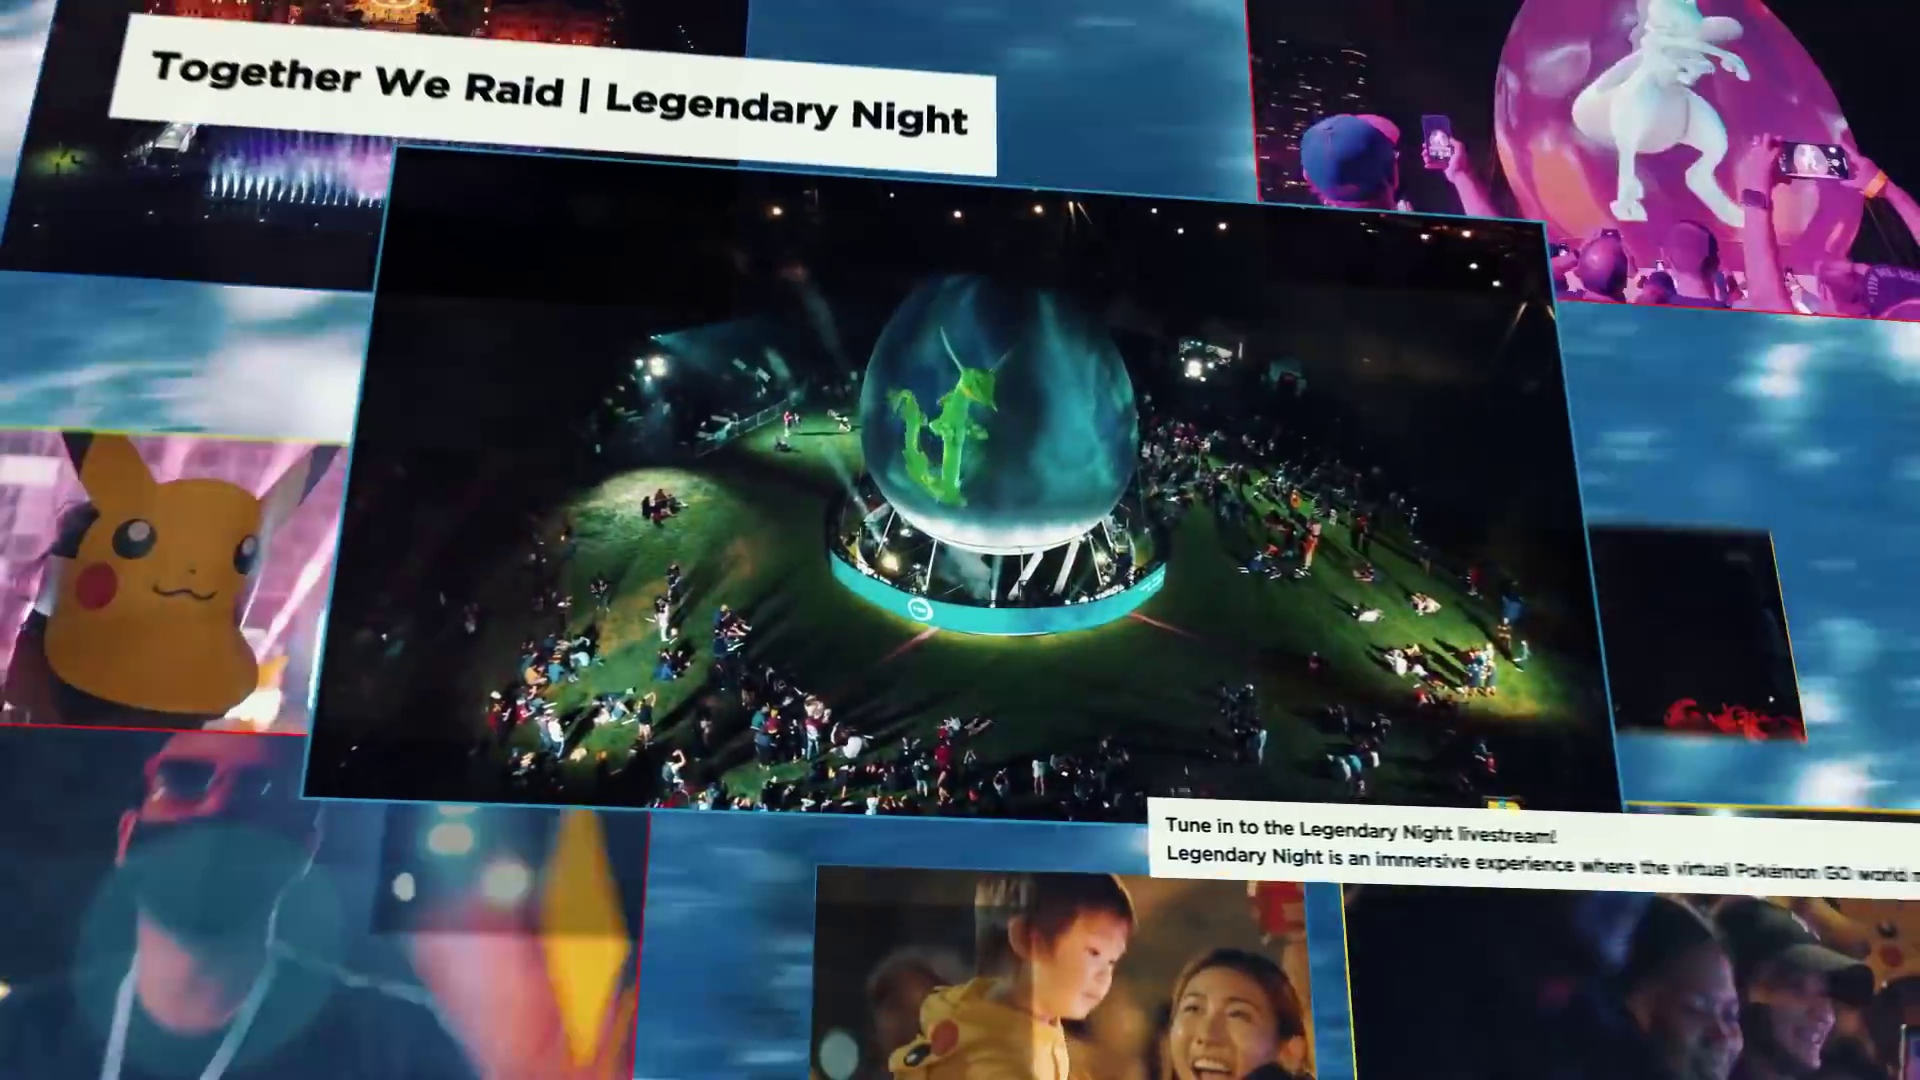 Together We Raid | Legendary Night
Tune in to the Legendary Night livestream!
Legendary Night is an immersive experience where the virtual Pokémon GO world